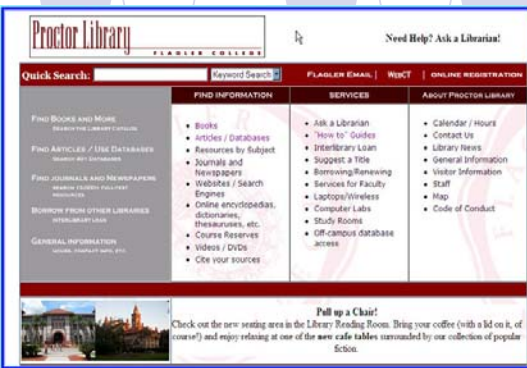 Proctor Library
FLAGLER COLLEGE
Need Help? Ask a Librarian!
Quick Search:
Keyword Search
FLAGLER EMAIL | WEBCT | ONLINE REGISTRATION
FIND BOOKS AND MORE
SEARCH THE LIBRARY CATALOG
FIND ARTICLES / USE DATABASES
DATABASES
FIND JOURNALS AND NEWSPAPERS
FULL-TEXT
RESOURCES
BORROW FROM OTHER LIBRARIES
INTERLIBRARY LOAN
GENERAL INFORMATION
HOURS, CONTACT INFO, ETC.
FIND INFORMATION
• Books
• Articles / Databases
• Resources by Subject
• Journals and
Newspapers
• Websites / Search
Engines
• Online encyclopedias,
dictionaries,
thesauruses, etc.
• Course Reserves
• Videos / DVDs
• Cite your sources
SERVICES
• Ask a Librarian
• "How to" Guides
• Interlibrary Loan
• Suggest a Title
• Borrowing/Renewing
• Services for Faculty
• Laptops/Wireless
• Computer Labs
• Study Rooms
• Off-campus database
access
ABOUT PROCTOR LIBRARY
• Calendar / Hours
• Contact Us
• Library News
• General Information
• Visitor Information
• Staff
• Map
• Code of Conduct
Pull up a Chair!
Check out the new seating area in the Library Reading Room. Bring your coffee (with a lid on it, of
course!) and enjoy relaxing at one of the new cafe tables surrounded by our collection of popular
fiction.